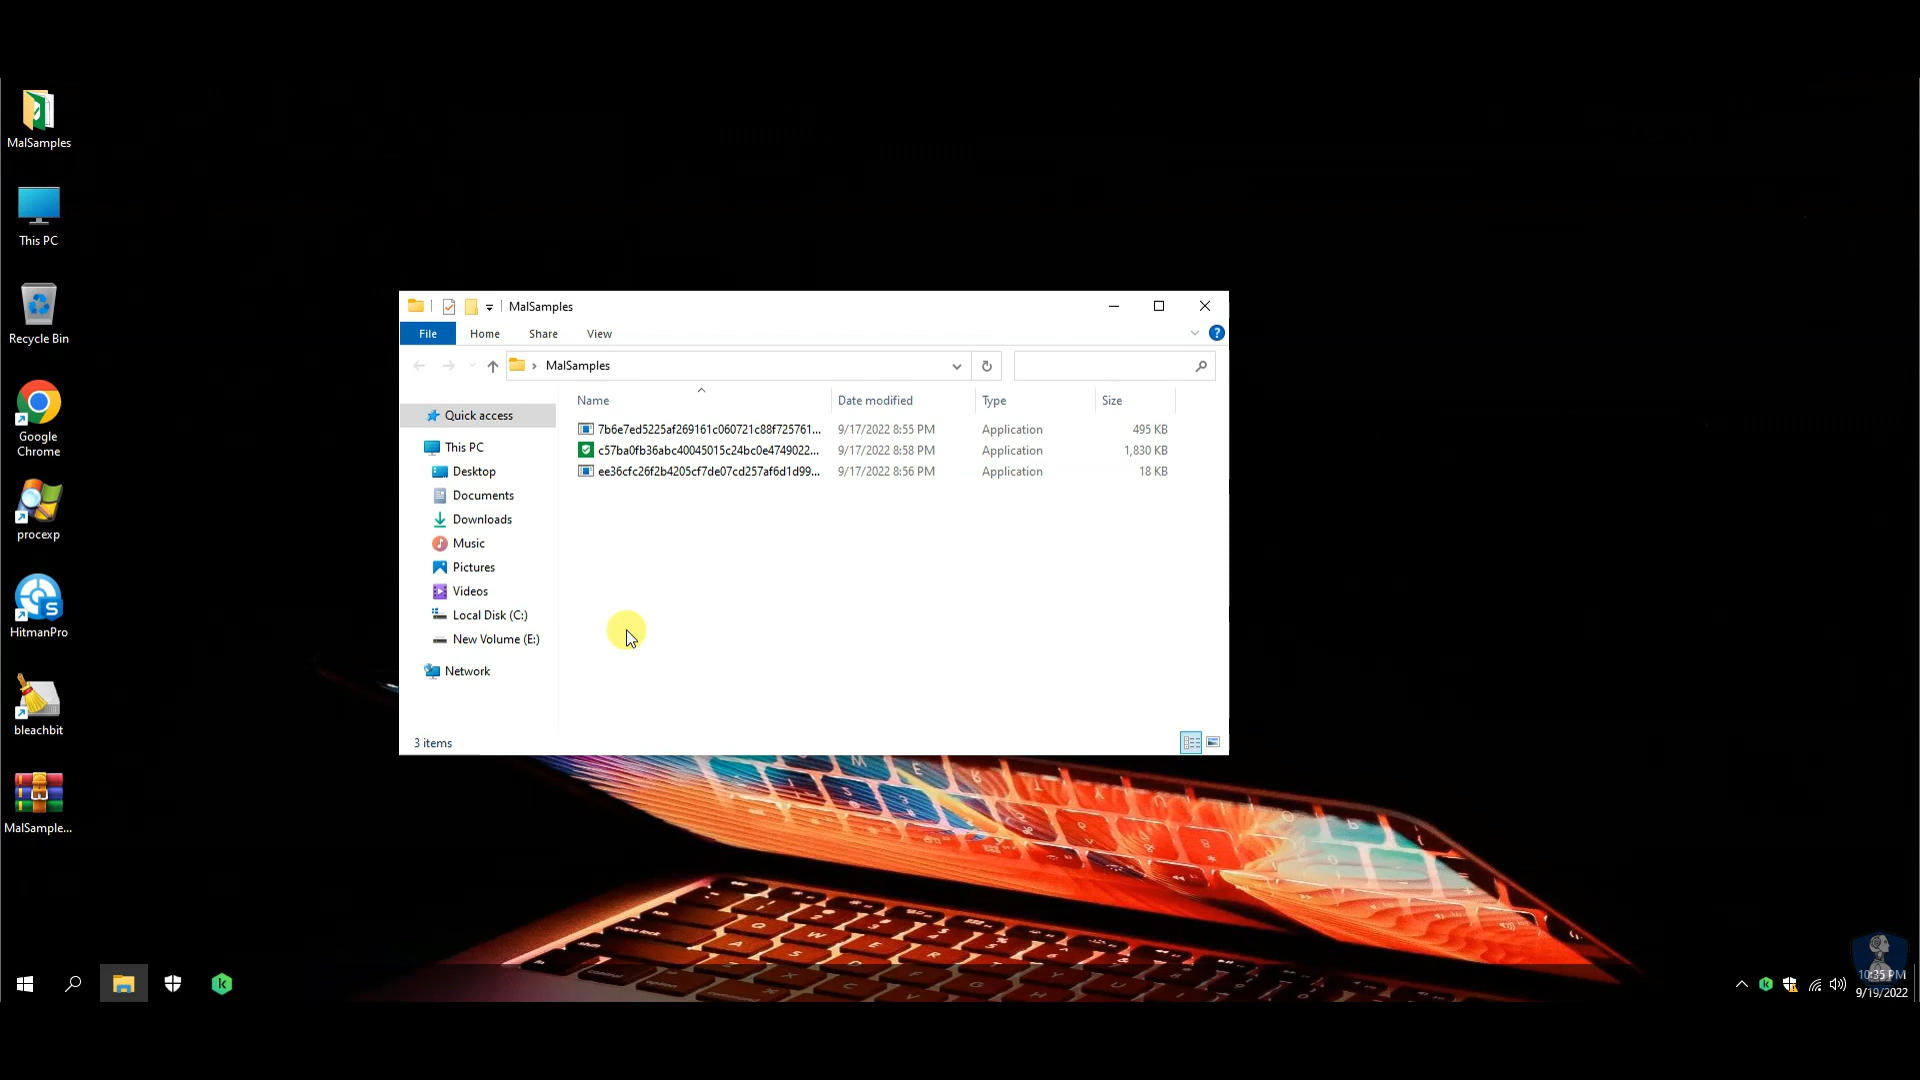 MalSamples
This PC
Recycle Bin
Google
Chrome
procexp
HitmanPro
bleachbit
MalSample...
MalSamples
File
Home
Share
View
MalSamples
Name
Date modified
Type
Size
7b6e7ed5225af269161c060721c88f725761...
9/17/2022 8:55 PM
Application
495 KB
c57ba0fb36abc40045015c24bc0e4749022...
9/17/2022 8:58 PM
Application
1,830 KB
ee36cfc26f2b4205cf7de07cd257af6d1d99...
9/17/2022 8:56 PM
Application
18 KB
Quick access
This PC
Desktop
Documents
Downloads
Music
Pictures
Videos
Local Disk (C:)
New Volume (E:)
Network
3 items
10:35 PM
9/19/2022